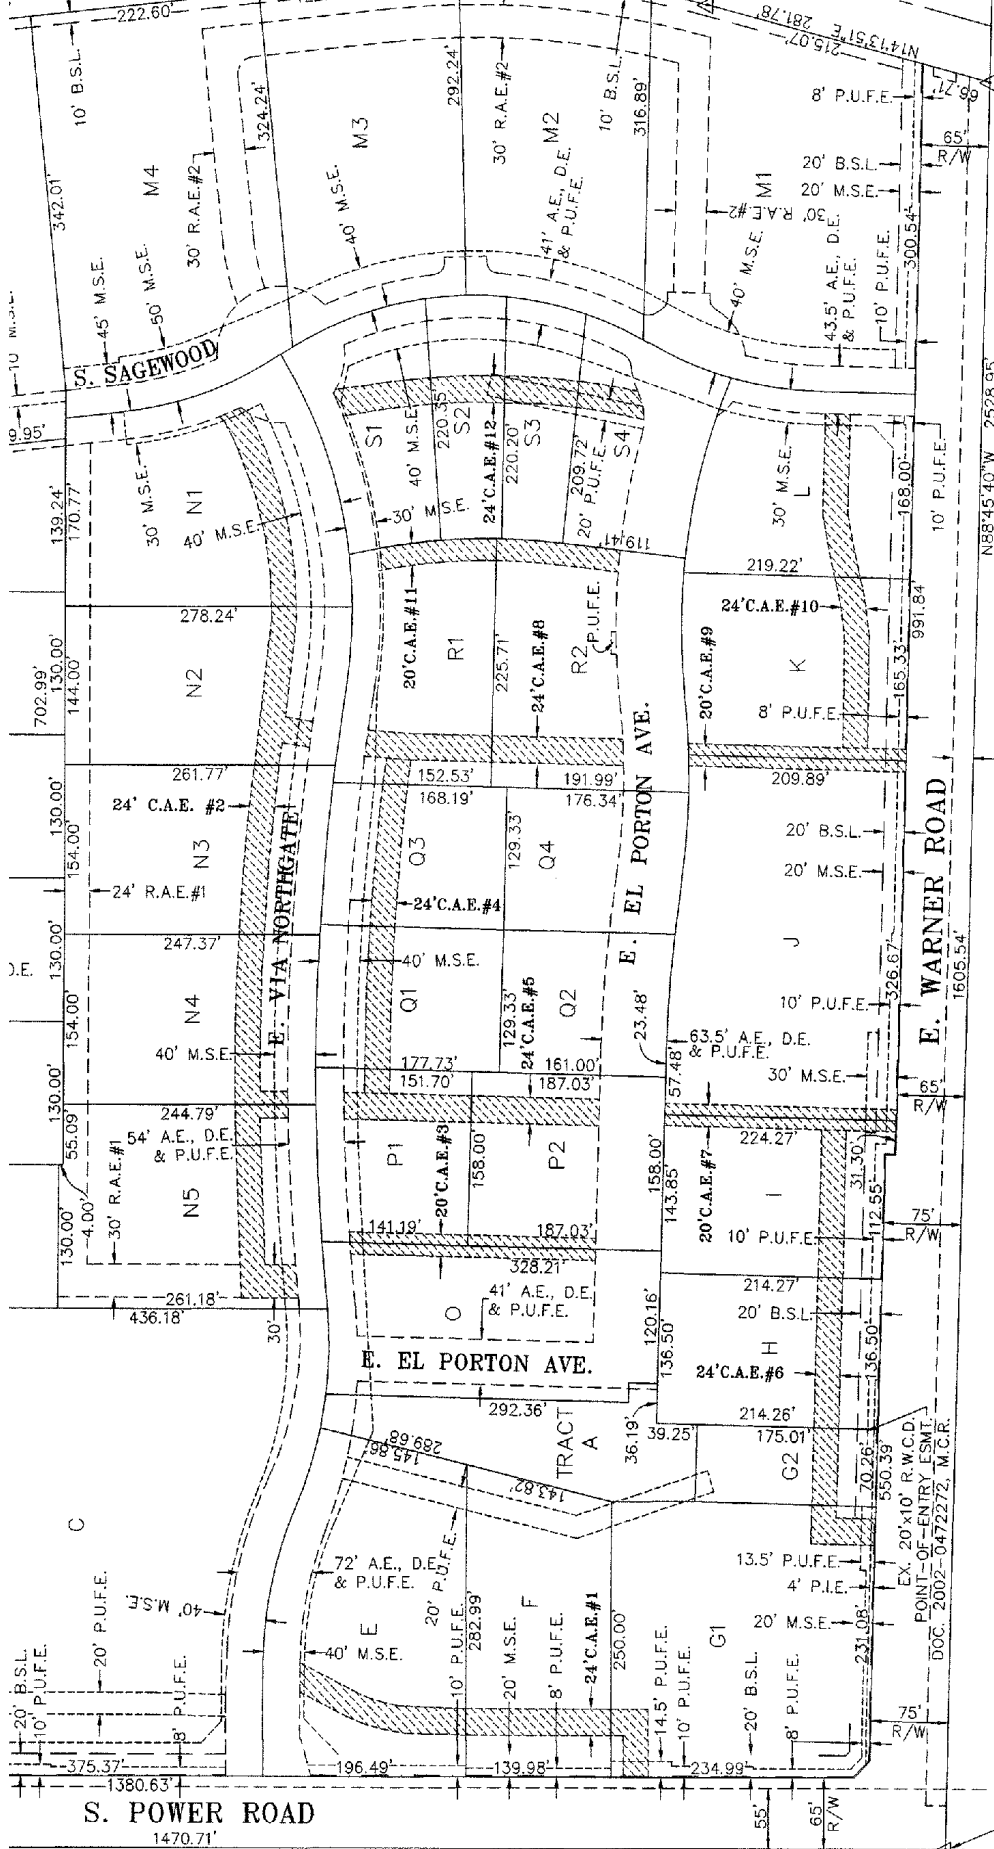 222.60'
281.78'
N14°13'51"E
215.07'
66.71'
8' P.U.F.E.
65'
R/W
20' B.S.L.
20' M.S.E.
10' B.S.L.
342.01'
M4
30' R.A.E.#2
324.24'
M3
292.24'
30' R.A.E.#2
M2
10' B.S.L.
316.89'
M1
30' R.A.E.#2
43.5' A.E., D.E.
& P.U.F.E.
10' P.U.F.E.
300.54'
45' M.S.E.
50' M.S.E.
40' M.S.E.
41' A.E., D.E.
& P.U.F.E.
40' M.S.E.
10' M.S.E.
S. SAGEWOOD
9.95'
139.24'
170.77'
30' M.S.E.
N1
40' M.S.E.
S1
40' M.S.E.
220.35'
S2
24'C.A.E.#12
220.20'
S3
209.72'
20' P.U.F.E.
S4
30' M.S.E.
119.41'
30' M.S.E.
L
168.00'
10' P.U.F.E.
N88°45'40"W 2528.95'
278.24'
219.22'
24'C.A.E.#10
991.84'
702.99'
130.00'
144.00'
N2
20'C.A.E.#11
R1
225.71'
24'C.A.E.#8
R2
P.U.F.E.
20'C.A.E.#9
K
165.33'
8' P.U.F.E.
261.77'
152.53'
191.99'
209.89'
168.19'
176.34'
24' C.A.E. #2
130.00'
154.00'
N3
24' R.A.E.#1
E. VIA NORTHGATE
Q3
129.33'
Q4
24'C.A.E.#4
E. EL PORTON AVE.
20' B.S.L.
20' M.S.E.
J
326.67'
10' P.U.F.E.
E. WARNER ROAD
1605.54'
247.37'
D.E.
130.00'
154.00'
N4
40' M.S.E.
40' M.S.E.
Q1
129.33'
24'C.A.E.#5
Q2
23.48'
57.48'
63.5' A.E., D.E.
& P.U.F.E.
30' M.S.E.
65'
R/W
177.73'
161.00'
151.70'
187.03'
244.79'
130.00'
55.09'
54' A.E., D.E.
& P.U.F.E.
30' R.A.E.#1
N5
130.00'
4.00'
P1
20'C.A.E.#3
158.00'
P2
158.00'
143.85'
224.27'
20'C.A.E.#7
I
31.30'
112.55'
10' P.U.F.E.
75'
R/W
141.19'
187.03'
328.21'
261.18'
436.18'
30'
O
41' A.E., D.E.
& P.U.F.E.
214.27'
20' B.S.L.
120.16'
136.50'
H
136.50'
E. EL PORTON AVE.
24'C.A.E.#6
292.36'
214.26'
39.25'
175.01'
36.19'
TRACT
A
289.68'
145.86'
143.82'
G2
70.26'
550.39'
EX. 20'x10' R.W.C.D.
POINT-OF-ENTRY ESMT.
DOC. 2002-0472272, M.C.R.
C
72' A.E., D.E.
& P.U.F.E.
13.5' P.U.F.E.
4' P.I.E.
20' M.S.E.
40' M.S.E.
E
20' P.U.F.E.
282.99'
F
250.00'
G1
231.08'
40' M.S.E.
20' P.U.F.E.
20' B.S.L.
10' P.U.F.E.
8' P.U.F.E.
10' P.U.F.E.
20' M.S.E.
8' P.U.F.E.
24'C.A.E.#1
14.5' P.U.F.E.
10' P.U.F.E.
20' B.S.L.
8' P.U.F.E.
75'
R/W
375.37'
196.49'
139.98'
234.99'
1380.63'
S. POWER ROAD
1470.71'
55'
65'
R/W